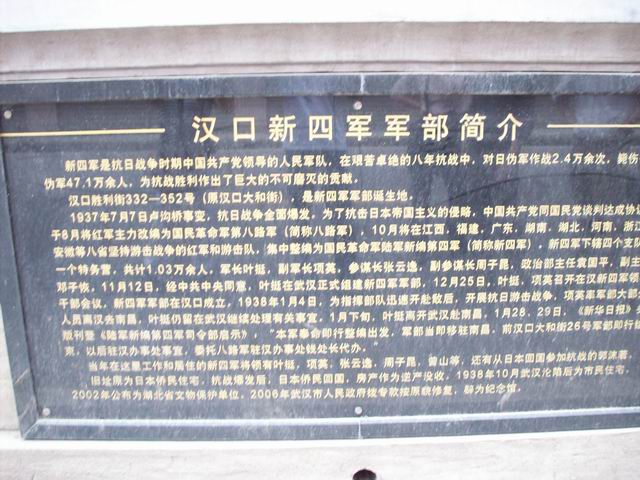 汉口新四军军部简介
新四军是抗日战争时期中国共产党领导的人民军队，在艰苦卓绝的八年抗战中，对日伪军作战2.4万余次，毙伤
伪军47.1万余人，为抗战胜利作出了巨大的不可磨灭的贡献。
汉口胜利街332—352号（原汉口大和街），是新四军军部诞生地。
1937年7月7日卢沟桥事变，抗日战争全面爆发，为了抗击日本帝国主义的侵略，中国共产党同国民党谈判达成协
于8月将红军主力改编为国民革命军第八路军（简称八路军），10月将在江西，福建，广东，湖南，湖北，河南，浙
安徽等八省坚持游击战争的红军和游击队，集中整编为国民革命军陆军新编第四军（简称新四军），新四军下辖四个支
一个特务营，共计1.03万余人，军长叶挺，副军长项英，参谋长张云逸，副参谋长周子昆，政治部主任袁国平，副主
邓子恢，11月12日，经中共中央同意，叶挺在武汉正式组建新四军军部，12月25日，叶挺，项英召开在汉新四军领
干部会议，新四军军部在汉口成立，1938年1月4日，为指挥部队迅速开赴敌后，开展抗日游击战争，项英率军部大部
人员离汉去南昌，叶挺仍留在武汉继续处理有关事宜，1月下旬，叶挺离开武汉赴南昌，1月28、29日，《新华日报》
版刊登《陆军新编第四军司令部启示》，“本军奉命即行整编出发，军部当即移驻南昌，前汉口大和街26号军部即行
束，以后驻汉办事处事宜，委托八路军驻汉办事处钱处长代办。”
当年在这里工作和居住的新四军将领有叶挺，项英，张云逸，周子昆，曾山等，还有从日本回国参加抗战的郭沫若，
旧址原为日本侨民住宅，抗战爆发后，日本侨民回国，房产作为逆产没收，1938年10月武汉沦陷后为市民住宅，
2002年公布为湖北省文物保护单位，2006年武汉市人民政府拨专款按原貌修复，辟为纪念馆。